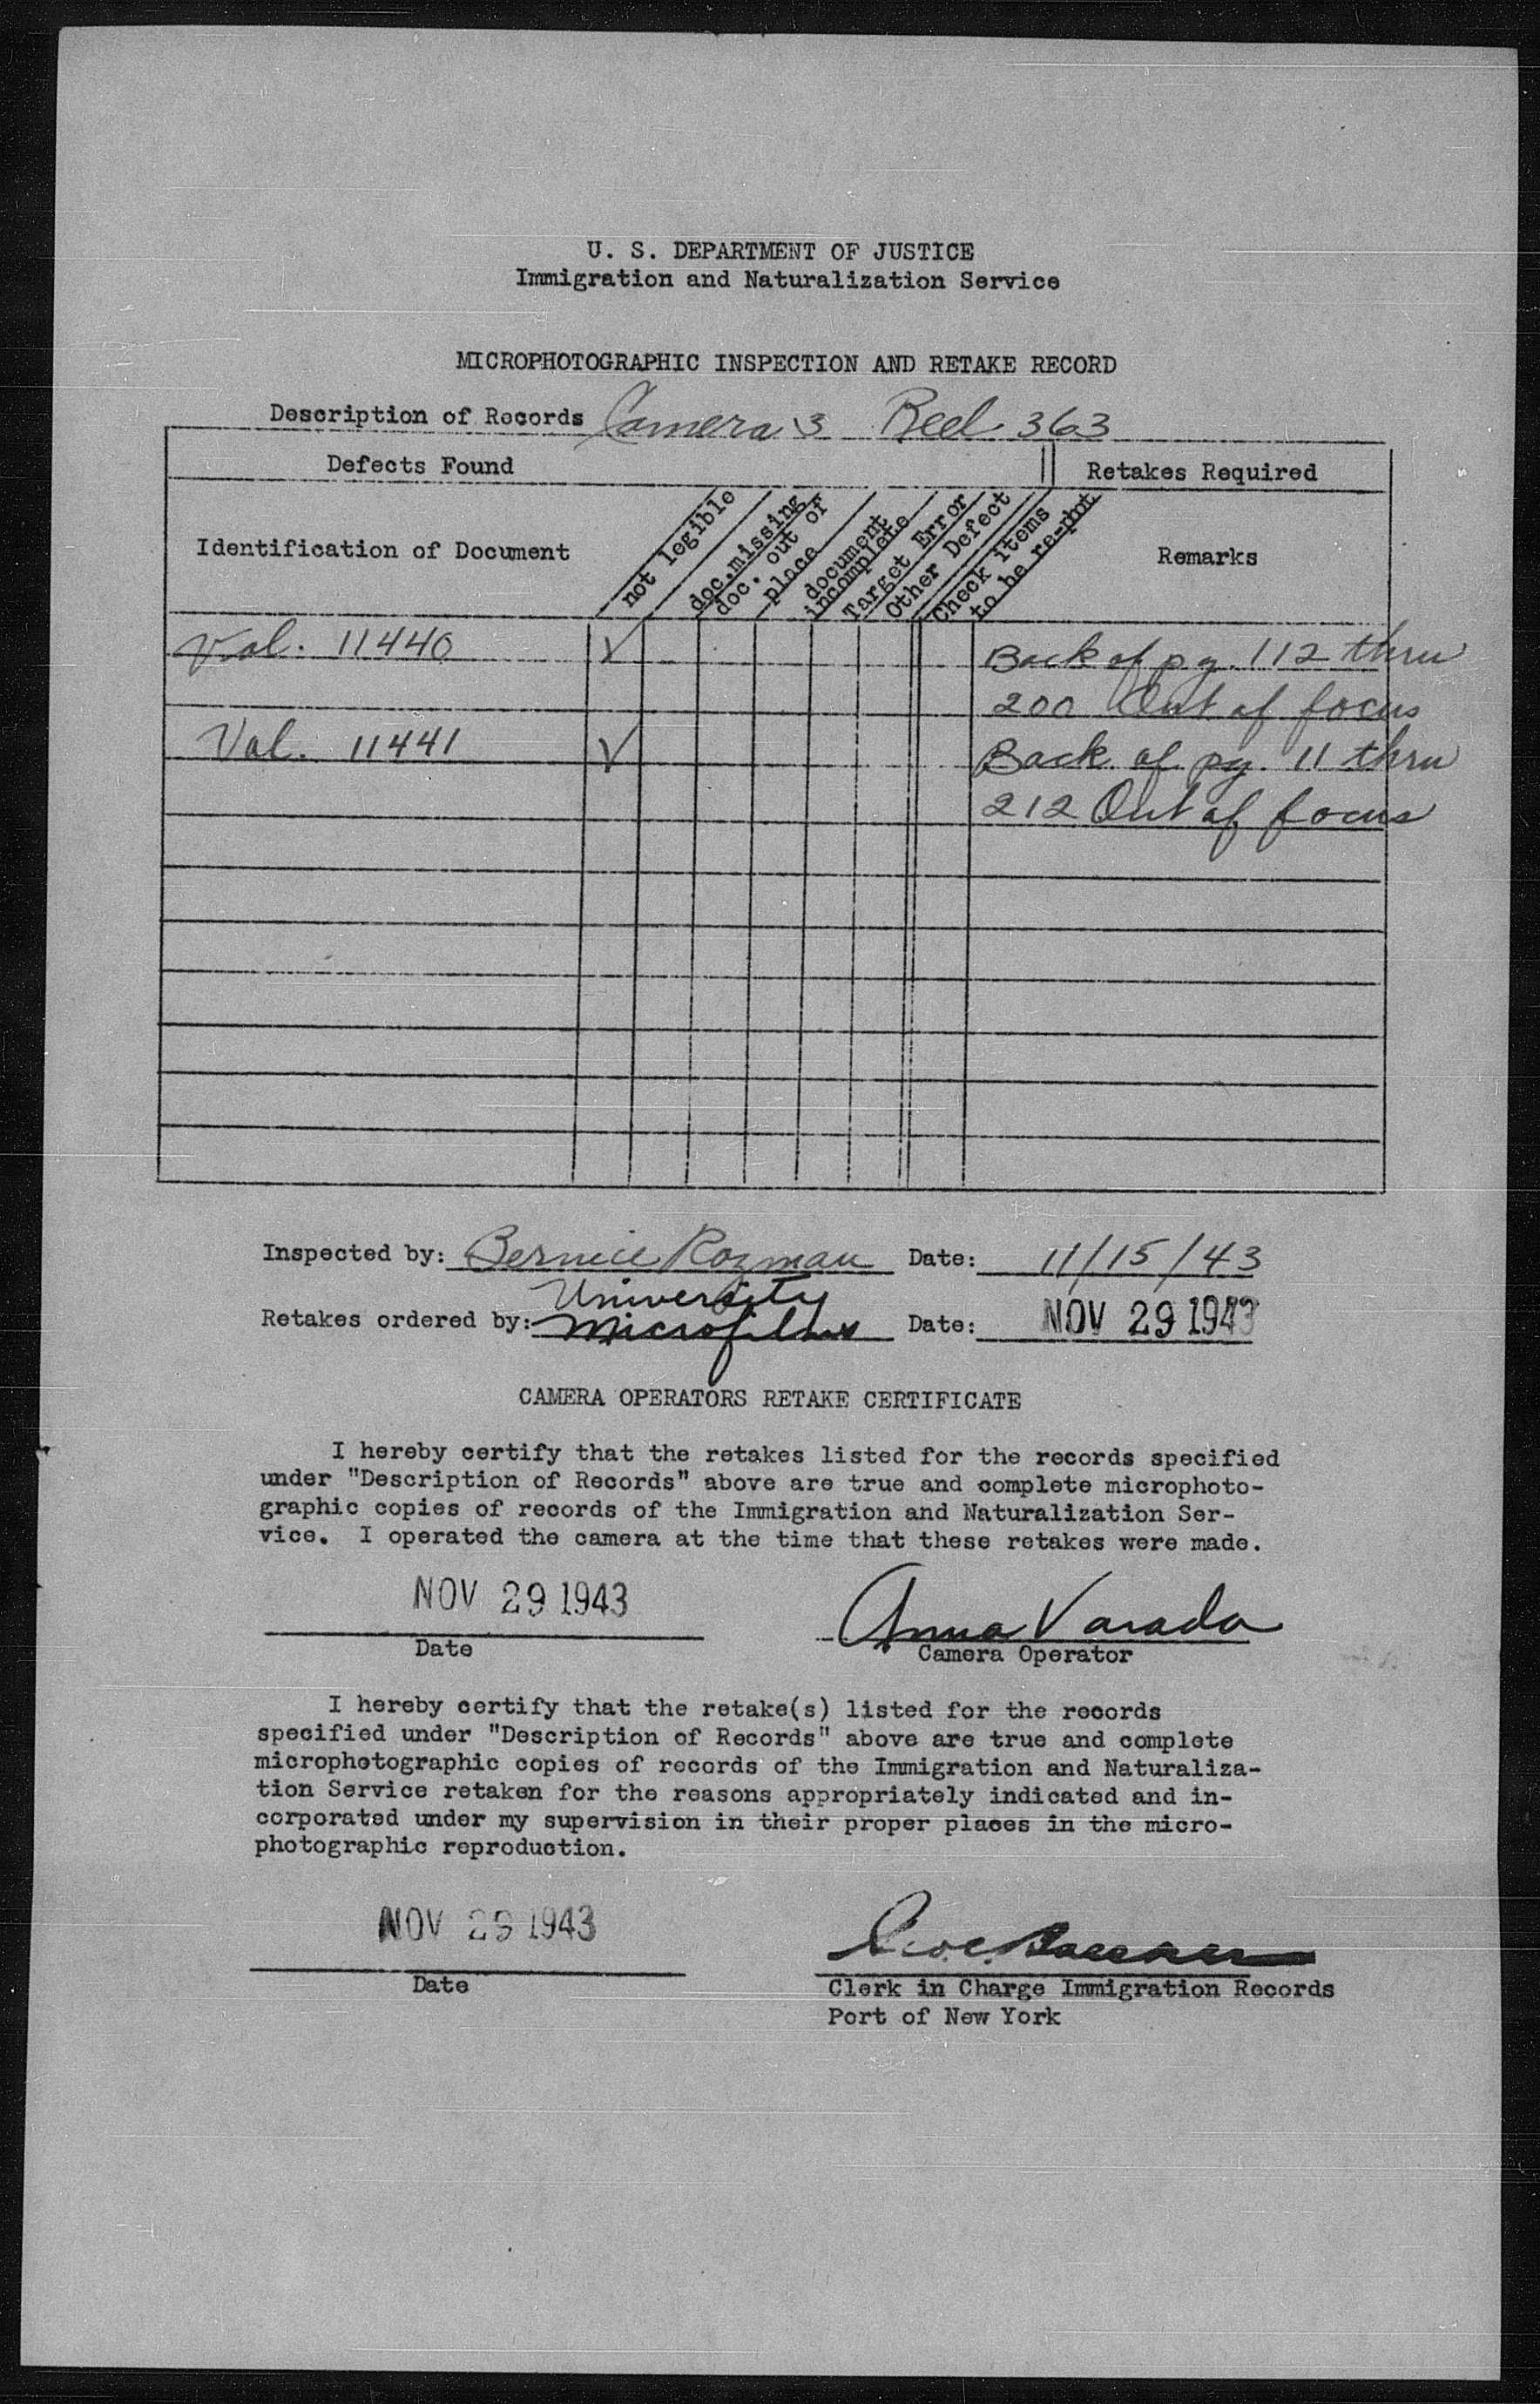 U. S. DEPARTMENT OF JUSTICE
Immigration and Naturalization Service
MICROPHOTOGRAPHIC INSPECTION AND RETAKE RECORD
Description of Records Camera 3 Reel 363
Defects Found
Retakes Required
Identification of Document
not legible
doc. missing
doc. out of
place
document
incomplete
Target Error
Other Defect
Check items
to be re-phot
Remarks
Vol. 11440 V Back of pg. 112 thru
200 Out of focus
Vol. 11441 V Back of pg. 11 thru
212 Out of focus
Inspected by: Bernice Rozman Date: 11/15/43
University
Retakes ordered by: Microfilms Date: NOV 29 1943
CAMERA OPERATORS RETAKE CERTIFICATE
I hereby certify that the retakes listed for the records specified
under "Description of Records" above are true and complete microphoto-
graphic copies of records of the Immigration and Naturalization Ser-
vice. I operated the camera at the time that these retakes were made.
NOV 29 1943 Anna Varada
Date Camera Operator
I hereby certify that the retake(s) listed for the records
specified under "Description of Records" above are true and complete
microphotographic copies of records of the Immigration and Naturaliza-
tion Service retaken for the reasons appropriately indicated and in-
corporated under my supervision in their proper places in the micro-
photographic reproduction.
NOV 29 1943
Date
Clerk in Charge Immigration Records
Port of New York